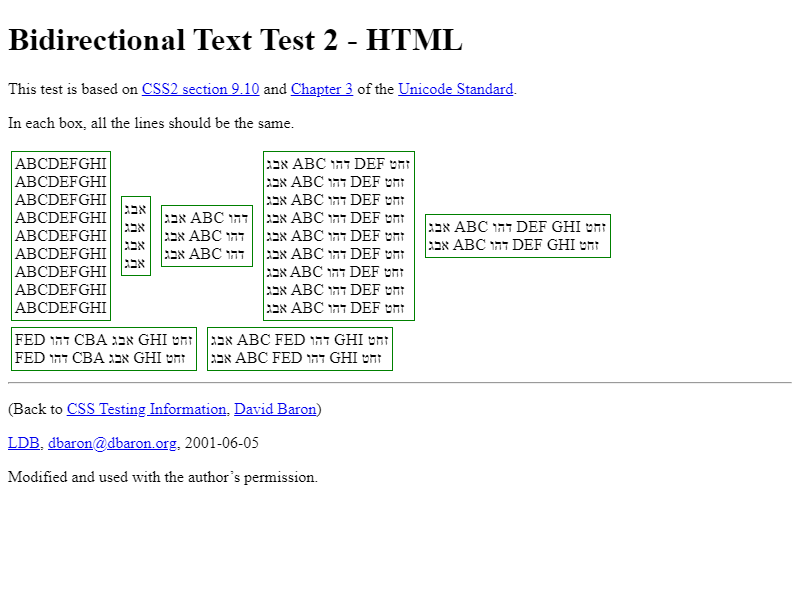 Bidirectional Text Test 2 - HTML
This test is based on CSS2 section 9.10 and Chapter 3 of the Unicode Standard.
In each box, all the lines should be the same.
ABCDEFGHI
ABCDEFGHI
ABCDEFGHI
ABCDEFGHI
ABCDEFGHI
ABCDEFGHI
ABCDEFGHI
ABCDEFGHI
ABCDEFGHI
אבג
אבג
אבג
אבג
אבג ABC דהו
אבג ABC דהו
אבג ABC דהו
אבג ABC דהו DEF זחט
אבג ABC דהו DEF זחט
אבג ABC דהו DEF זחט
אבג ABC דהו DEF זחט
אבג ABC דהו DEF זחט
אבג ABC דהו DEF זחט
אבג ABC דהו DEF זחט
אבג ABC דהו DEF זחט
אבג ABC דהו DEF זחט
אבג ABC דהו DEF GHI זחט
אבג ABC דהו DEF GHI זחט
FED דהו CBA אבג GHI זחט
FED דהו CBA אבג GHI זחט
אבג ABC FED דהו GHI זחט
אבג ABC FED דהו GHI זחט
(Back to CSS Testing Information, David Baron)
LDB, dbaron@dbaron.org, 2001-06-05
Modified and used with the author’s permission.